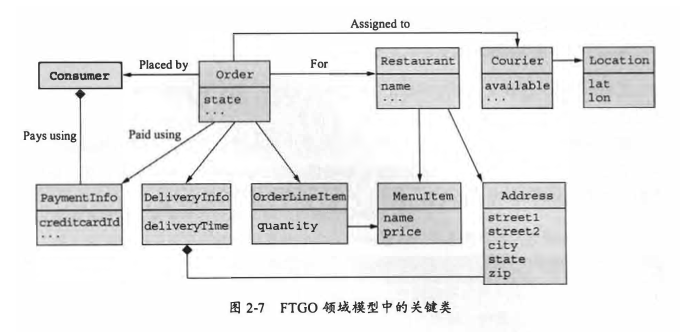 Assigned to
Consumer
Placed by
Order
state
...
For
Restaurant
name
...
Courier
available
...
Location
lat
lon
Pays using
Paid using
PaymentInfo
creditcardId
...
DeliveryInfo
deliveryTime
OrderLineItem
quantity
MenuItem
name
price
Address
street1
street2
city
state
zip
图 2-7 FTGO 领域模型中的关键类